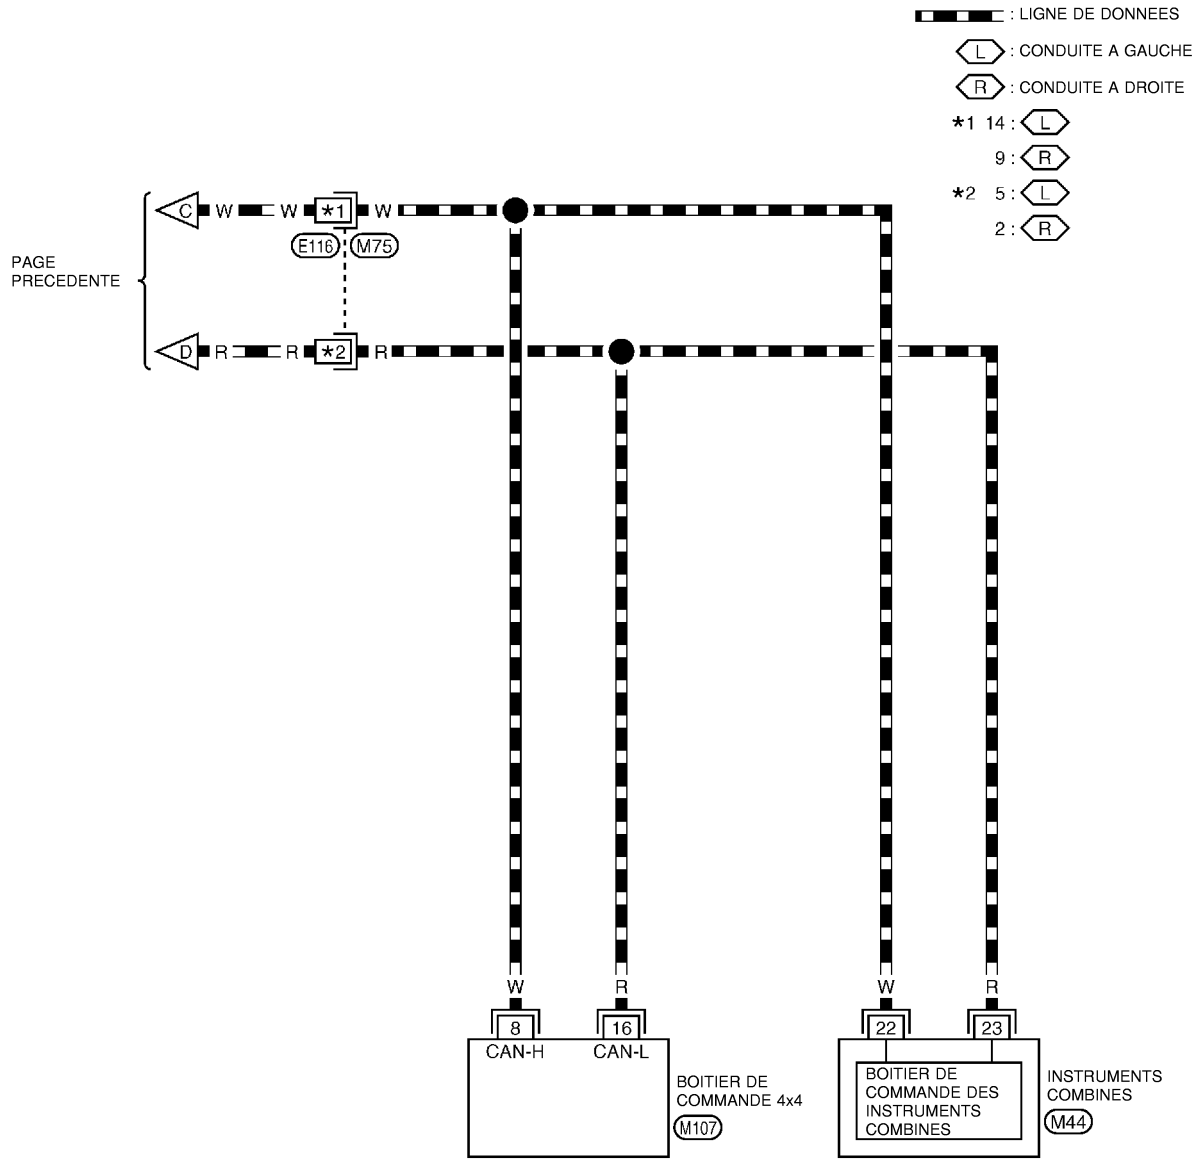 : LIGNE DE DONNEES
L : CONDUITE A GAUCHE
R : CONDUITE A DROITE
*1 14 : L
9 : R
*2 5 : L
2 : R
C W W *1 W
E116 M75
PAGE
PRECEDENTE
D R R *2 R
W R W R
8 16 22 23
CAN-H CAN-L
BOITIER DE
COMMANDE 4x4
M107
BOITIER DE
COMMANDE DES
INSTRUMENTS
COMBINES
INSTRUMENTS
COMBINES
M44